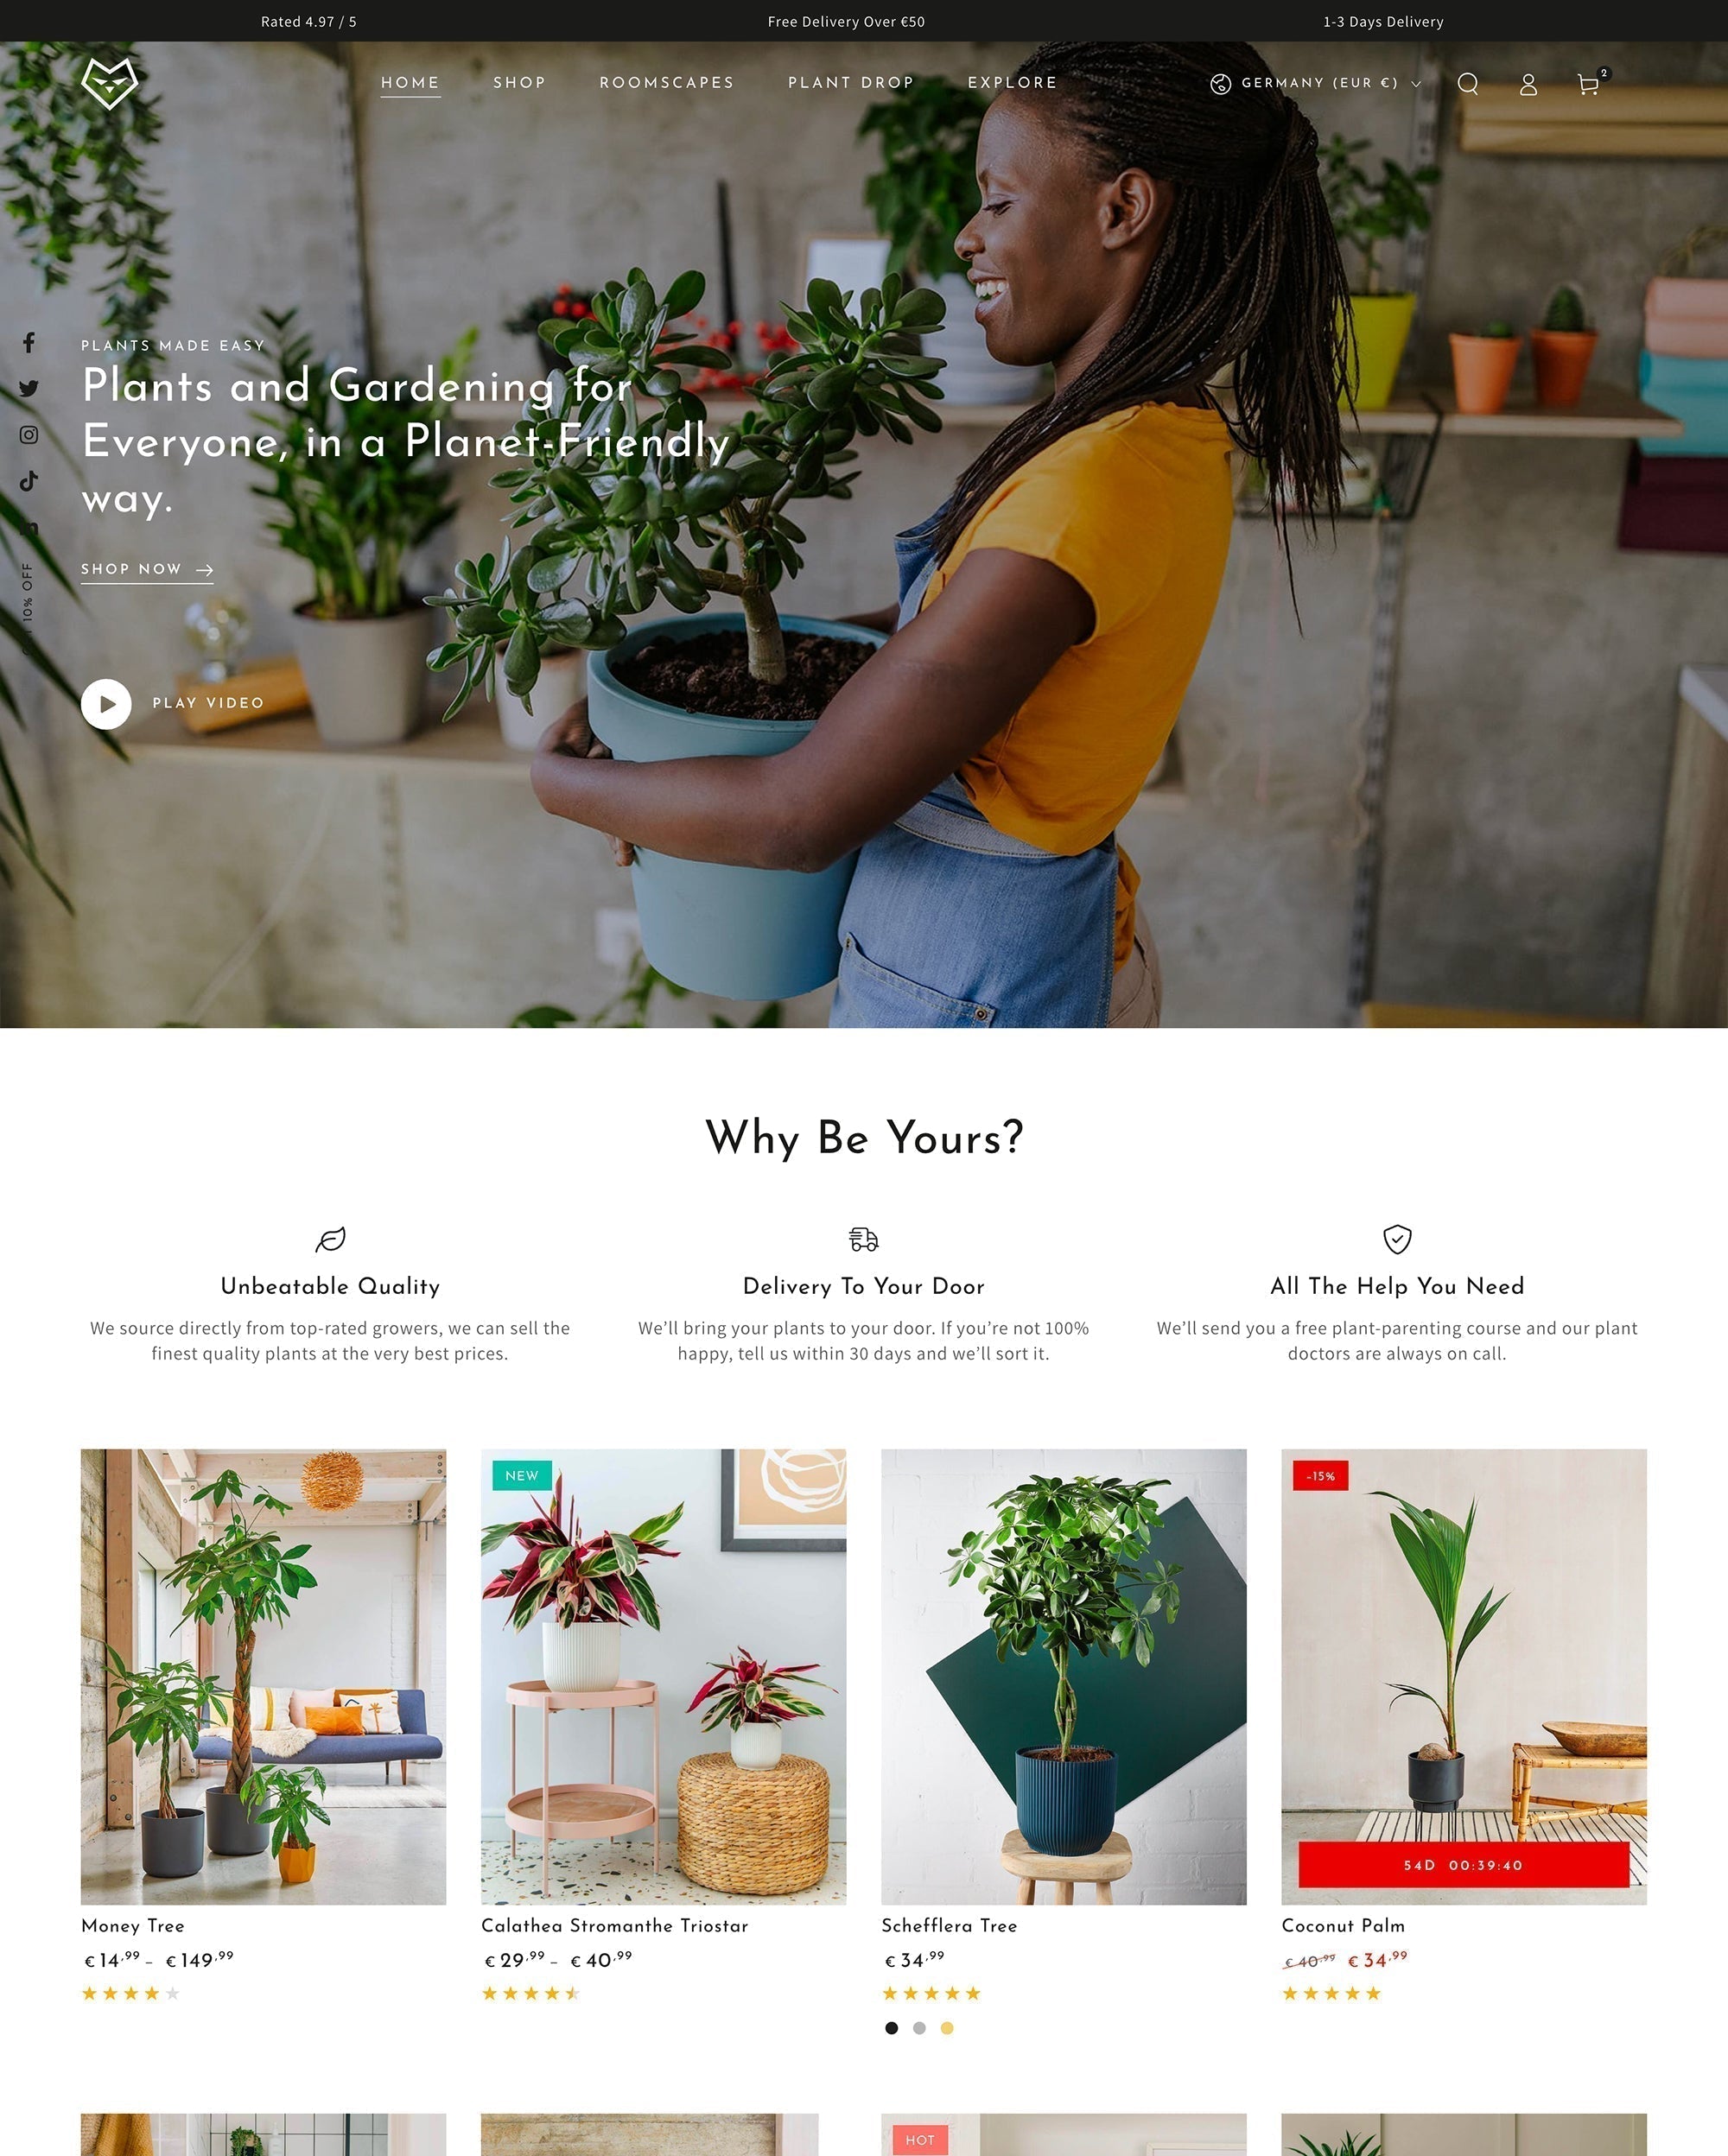 Rated 4.97 / 5
Free Delivery Over €50
1-3 Days Delivery
HOME
SHOP
ROOMSCAPES
PLANT DROP
EXPLORE
GERMANY (EUR €)
2
PLANTS MADE EASY
Plants and Gardening for
Everyone, in a Planet-Friendly
way.
SHOP NOW
10% OFF
PLAY VIDEO
Why Be Yours?
Unbeatable Quality
We source directly from top-rated growers, we can sell the
finest quality plants at the very best prices.
Delivery To Your Door
We’ll bring your plants to your door. If you’re not 100%
happy, tell us within 30 days and we’ll sort it.
All The Help You Need
We’ll send you a free plant-parenting course and our plant
doctors are always on call.
NEW
-15%
54D 00:39:40
Money Tree
€14,99 – €149,99
Calathea Stromanthe Triostar
€29,99 – €40,99
Schefflera Tree
€34,99
Coconut Palm
€40,99 €34,99
HOT